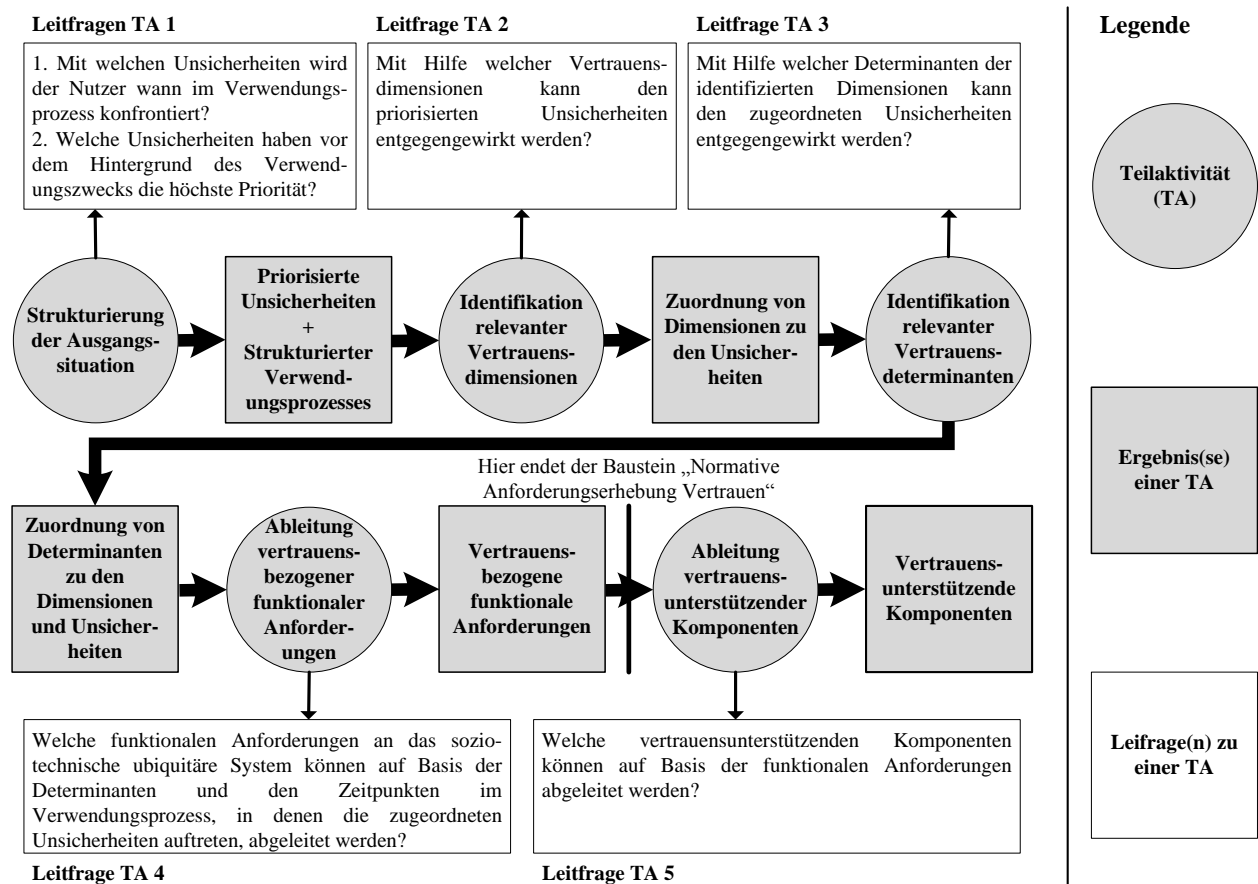 Leitfragen TA 1
Leitfrage TA 2
Leitfrage TA 3
Legende
1. Mit welchen Unsicherheiten wird
der Nutzer wann im Verwendungs-
prozess konfrontiert?
2. Welche Unsicherheiten haben vor
dem Hintergrund des Verwend-
ungszwecks die höchste Priorität?
Mit Hilfe welcher Vertrauens-
dimensionen kann den
priorisierten Unsicherheiten
entgegengewirkt werden?
Mit Hilfe welcher Determinanten der
identifizierten Dimensionen kann
den zugeordneten Unsicherheiten
entgegengewirkt werden?
Teilaktivität
(TA)
Strukturierung
der Ausgangs-
situation
Priorisierte
Unsicherheiten
+
Strukturierter
Verwend-
ungsprozesses
Identifikation
relevanter
Vertrauens-
dimensionen
Zuordnung von
Dimensionen zu
den Unsicher-
heiten
Identifikation
relevanter
Vertrauens-
determinanten
Hier endet der Baustein „Normative
Anforderungserhebung Vertrauen“
Ergebnis(se)
einer TA
Zuordnung von
Determinanten
zu den
Dimensionen
und Unsicher-
heiten
Ableitung
vertrauens-
bezogener
funktionaler
Anforder-
ungen
Vertrauens-
bezogene
funktionale
Anforderungen
Ableitung
vertrauens-
unterstützender
Komponenten
Vertrauens-
unterstützende
Komponenten
Welche funktionalen Anforderungen an das sozio-
technische ubiquitäre System können auf Basis der
Determinanten und den Zeitpunkten im
Verwendungsprozess, in denen die zugeordneten
Unsicherheiten auftreten, abgeleitet werden?
Welche vertrauensunterstützenden Komponenten
können auf Basis der funktionalen Anforderungen
abgeleitet werden?
Leifrage(n) zu
einer TA
Leitfrage TA 4
Leitfrage TA 5